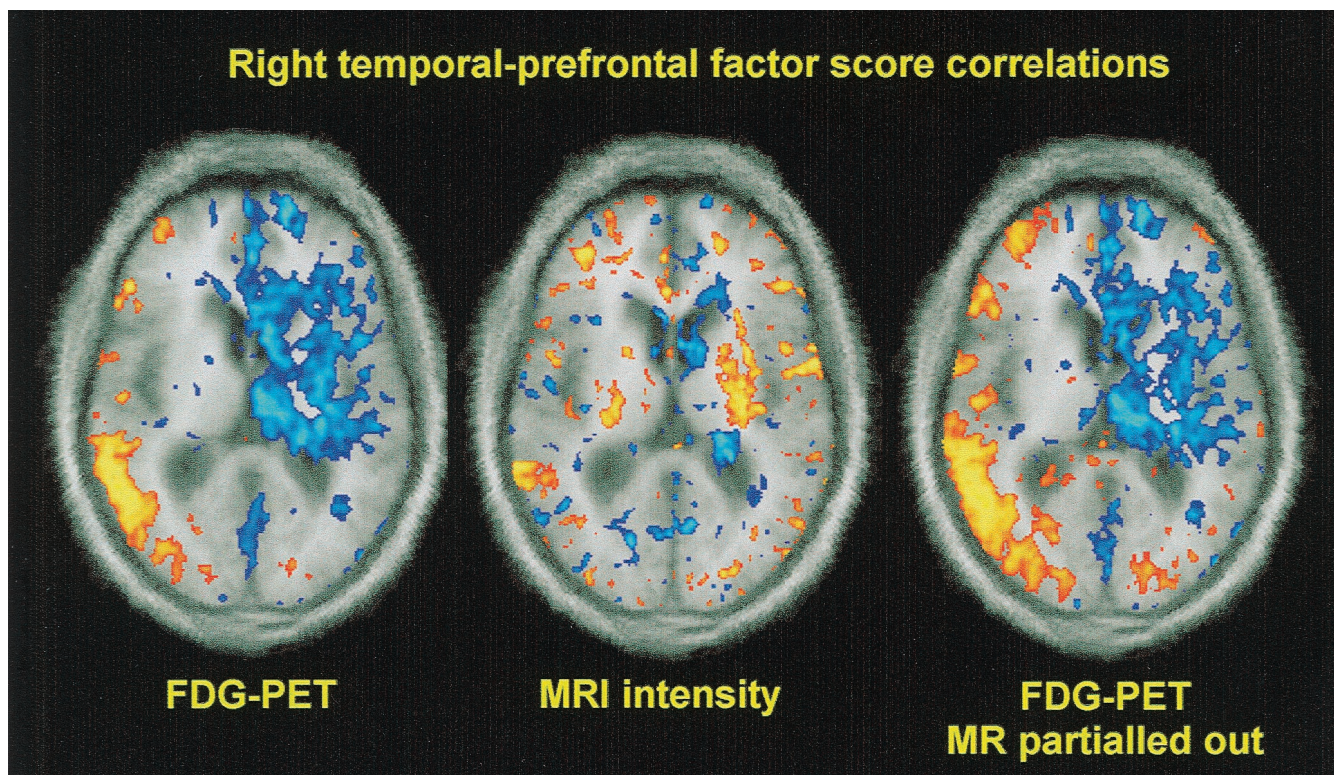 Right temporal-prefrontal factor score correlations
FDG-PET
MRI intensity
FDG-PET
MR partialled out